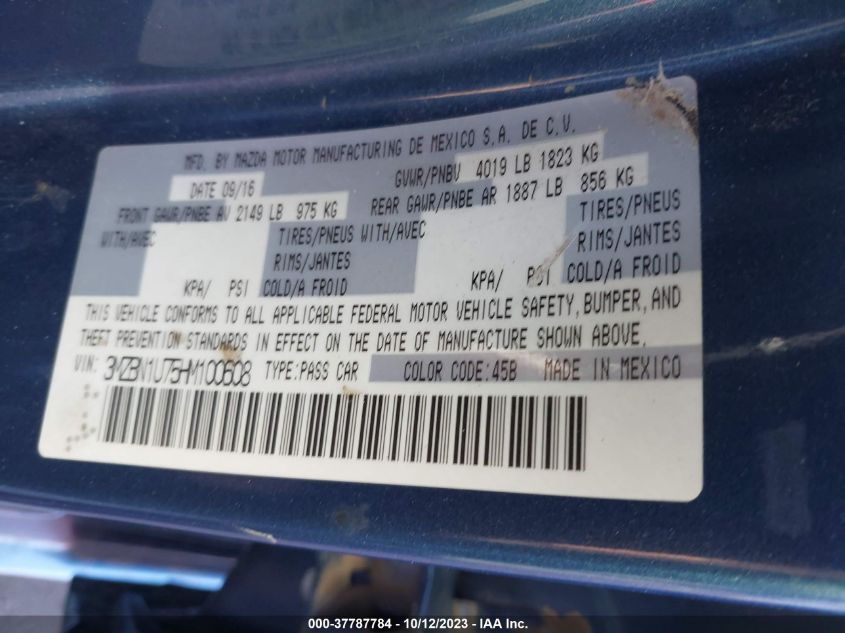 MFD. BY MAZDA MOTOR MANUFACTURING DE MEXICO S.A. DE C.V.
DATE 09/16 GVWR/PNBV 4019 LB 1823 KG
FRONT GAWR/PNBE AV 2149 LB 975 KG REAR GAWR/PNBE AR 1887 LB 856 KG
WITH/AVEC TIRES/PNEUS WITH/AVEC TIRES/PNEUS
RIMS/JANTES RIMS/JANTES
KPA/ PSI COLD/A FROID KPA/ PSI COLD/A FROID
THIS VEHICLE CONFORMS TO ALL APPLICABLE FEDERAL MOTOR VEHICLE SAFETY, BUMPER, AND
THEFT PREVENTION STANDARDS IN EFFECT ON THE DATE OF MANUFACTURE SHOWN ABOVE.
VIN: 3MZBN1U75HM100608 TYPE:PASS CAR COLOR CODE:45B MADE IN MEXICO
000-37787784 - 10/12/2023 - IAA Inc.